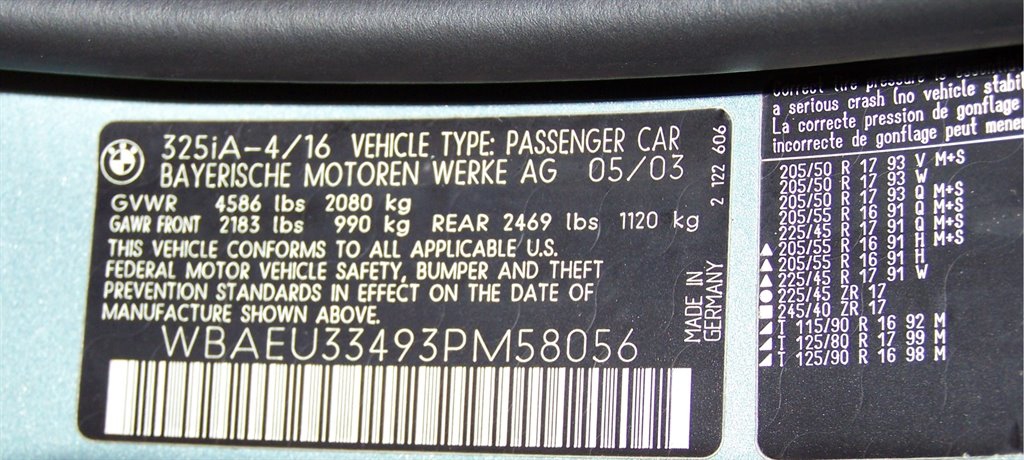 325iA-4/16 VEHICLE TYPE: PASSENGER CAR
BAYERISCHE MOTOREN WERKE AG 05/03
GVWR 4586 lbs 2080 kg
GAWR FRONT 2183 lbs 990 kg REAR 2469 lbs 1120 kg
THIS VEHICLE CONFORMS TO ALL APPLICABLE U.S.
FEDERAL MOTOR VEHICLE SAFETY, BUMPER AND THEFT
PREVENTION STANDARDS IN EFFECT ON THE DATE OF
MANUFACTURE SHOWN ABOVE.
WBAEU33493PM58056
2 122 606
MADE IN
GERMANY
correct tire pressure is
a serious crash (no vehicle stabil
La correcte pression de gonflage
incorrecte de gonflage peut mener
205/50 R 17 93 V M+S
205/50 R 17 93 W
205/50 R 17 93 Q M+S
205/55 R 16 91 Q M+S
225/45 R 17 91 Q M+S
205/55 R 16 91 H M+S
205/55 R 16 91 H
225/45 R 17 91 W
225/45 ZR 17
245/40 ZR 17
T 115/90 R 16 92 M
T 125/80 R 17 99 M
T 125/90 R 16 98 M